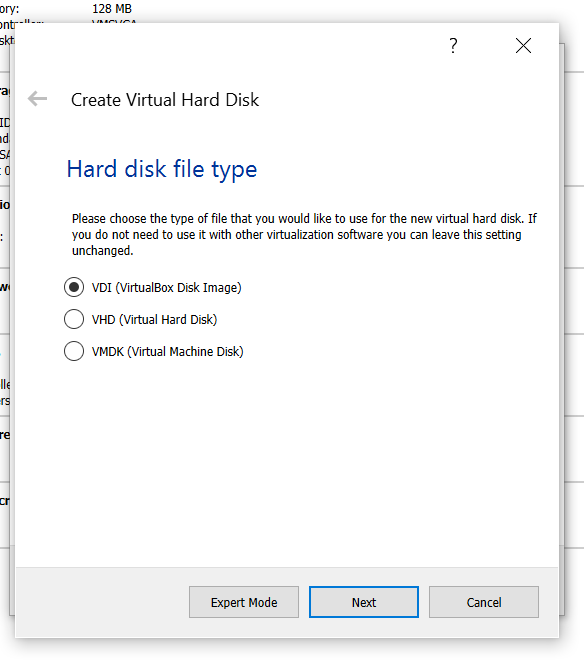 128 MB
?
Create Virtual Hard Disk
Hard disk file type
Please choose the type of file that you would like to use for the new virtual hard disk. If
you do not need to use it with other virtualization software you can leave this setting
unchanged.
VDI (VirtualBox Disk Image)
VHD (Virtual Hard Disk)
VMDK (Virtual Machine Disk)
Expert Mode
Next
Cancel